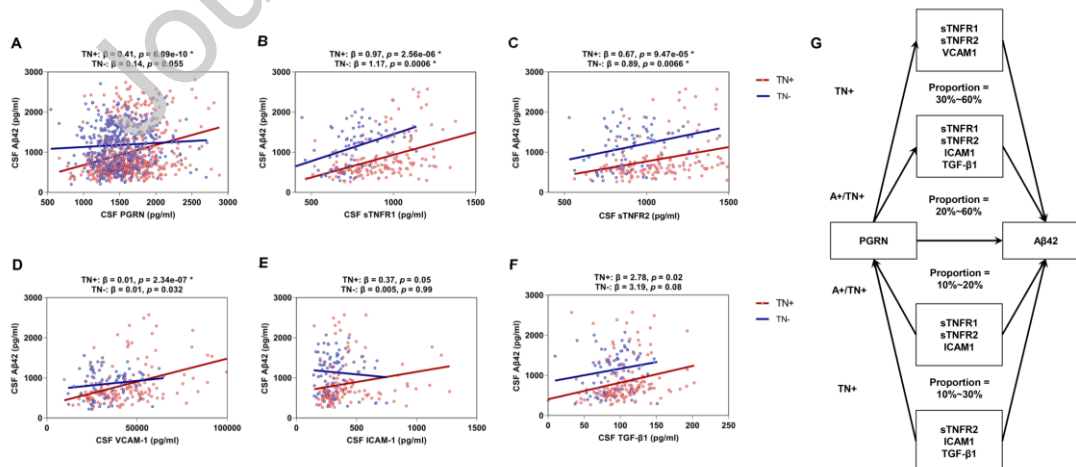 Jou
A
TN+: β = 0.41, p = 6.09e-10 *
TN-: β = 0.14, p = 0.055
CSF Aβ42 (pg/ml)
3000
2000
1000
0
500 1000 1500 2000 2500 3000
CSF PGRN (pg/ml)
B
TN+: β = 0.97, p = 2.56e-06 *
TN-: β = 1.17, p = 0.0006 *
CSF Aβ42 (pg/ml)
3000
2000
1000
0
500 1000 1500
CSF sTNFR1 (pg/ml)
C
TN+: β = 0.67, p = 9.47e-05 *
TN-: β = 0.89, p = 0.0066 *
CSF Aβ42 (pg/ml)
3000
2000
1000
0
500 1000 1500
CSF sTNFR2 (pg/ml)
TN+
TN-
D
TN+: β = 0.01, p = 2.34e-07 *
TN-: β = 0.01, p = 0.032
CSF Aβ42 (pg/ml)
3000
2000
1000
0
0 50000 100000
CSF VCAM-1 (pg/ml)
E
TN+: β = 0.37, p = 0.05
TN-: β = 0.005, p = 0.99
CSF Aβ42 (pg/ml)
3000
2000
1000
0
0 500 1000 1500
CSF ICAM-1 (pg/ml)
F
TN+: β = 2.78, p = 0.02
TN-: β = 3.19, p = 0.08
CSF Aβ42 (pg/ml)
3000
2000
1000
0
0 50 100 150 200 250
CSF TGF-β1 (pg/ml)
TN+
TN-
G
sTNFR1
sTNFR2
VCAM1
TN+
Proportion =
30%~60%
sTNFR1
sTNFR2
ICAM1
TGF-β1
A+/TN+
Proportion =
20%~60%
PGRN
Aβ42
A+/TN+
Proportion =
10%~20%
sTNFR1
sTNFR2
ICAM1
TN+
Proportion =
10%~30%
sTNFR2
ICAM1
TGF-β1